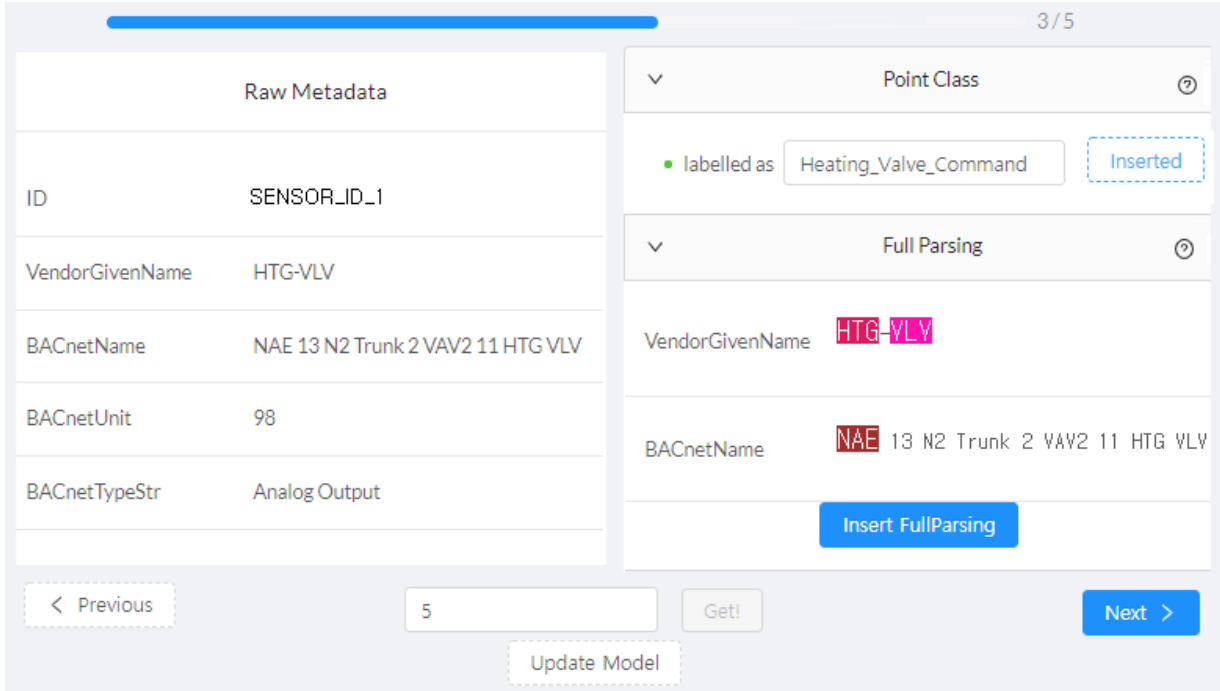 3 / 5
Raw Metadata
ID SENSOR_ID_1
VendorGivenName HTG-VLV
BACnetName NAE 13 N2 Trunk 2 VAV2 11 HTG VLV
BACnetUnit 98
BACnetTypeStr Analog Output
Point Class
labelled as Heating_Valve_Command Inserted
Full Parsing
VendorGivenName HTG-VLV
BACnetName NAE 13 N2 Trunk 2 VAV2 11 HTG VLV
Insert FullParsing
< Previous 5 Get! Next >
Update Model